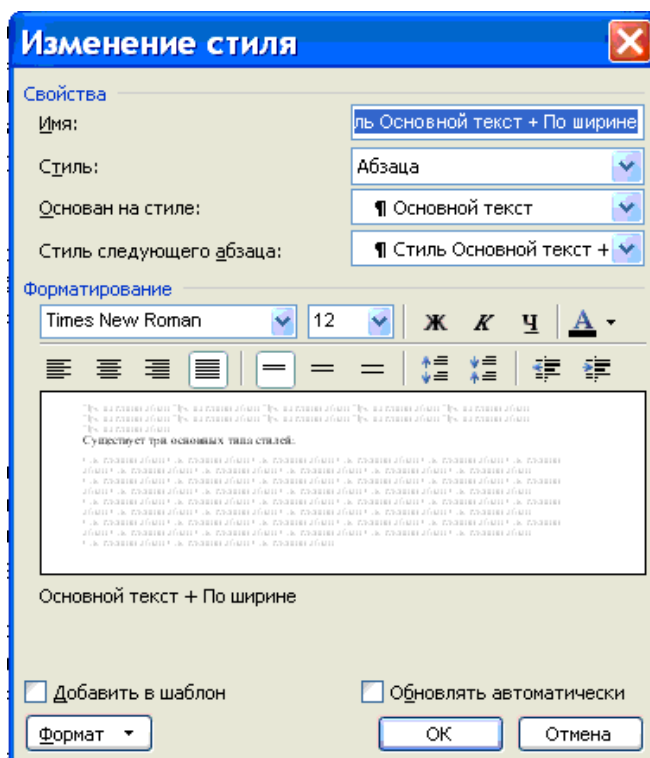 Изменение стиля
Свойства
Имя: ль Основной текст + По ширине
Стиль: Абзаца
Основан на стиле: ¶ Основной текст
Стиль следующего абзаца: ¶ Стиль Основной текст +
Форматирование
Times New Roman 12 Ж К Ч A
Существует три основных типа стилей:
Основной текст + По ширине
Добавить в шаблон Обновлять автоматически
Формат ОК Отмена